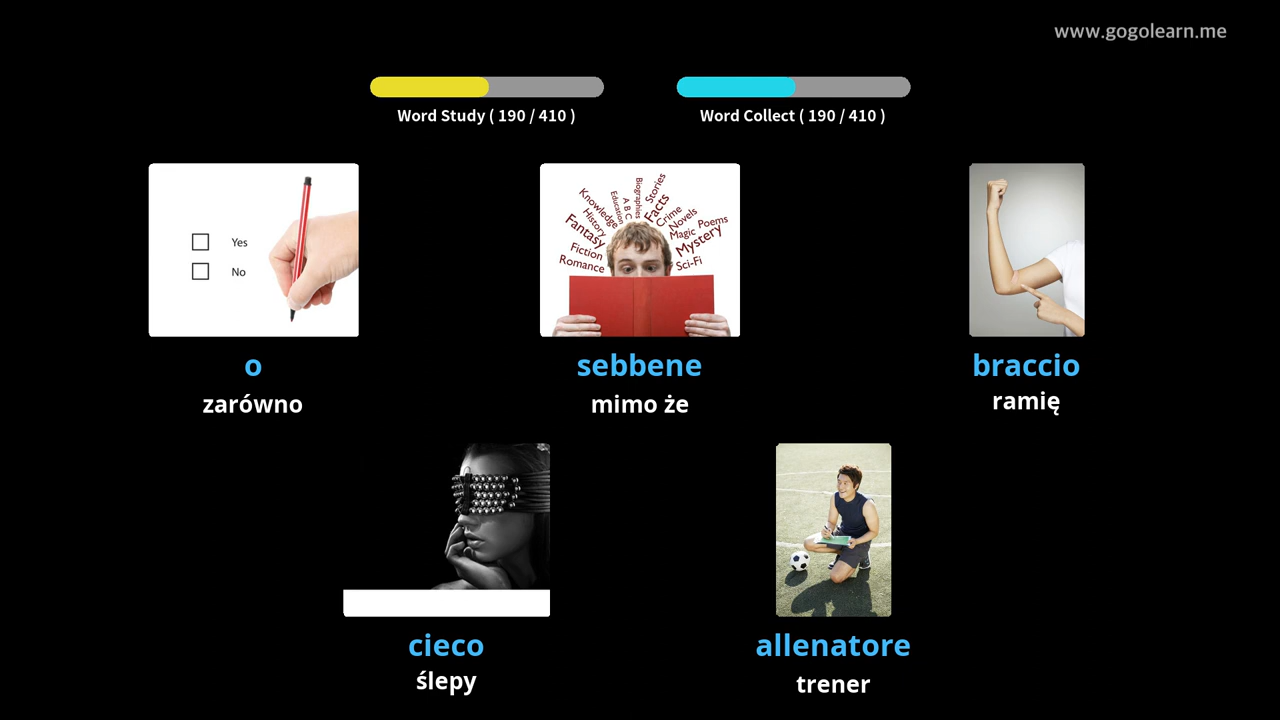 www.gogolearn.me
Word Study ( 190 / 410 )
Word Collect ( 190 / 410 )
Yes
No
Knowledge
History
Fantasy
Fiction
Romance
Education
A B C
Biographies
Stories
Facts
Crime
Novels
Magic
Poems
Mystery
Sci-Fi
o
zarówno
sebbene
mimo że
braccio
ramię
cieco
ślepy
allenatore
trener